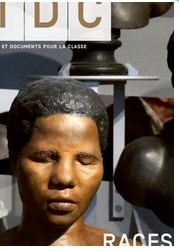 TDC
ET DOCUMENTS POUR LA CLASSE
RACES